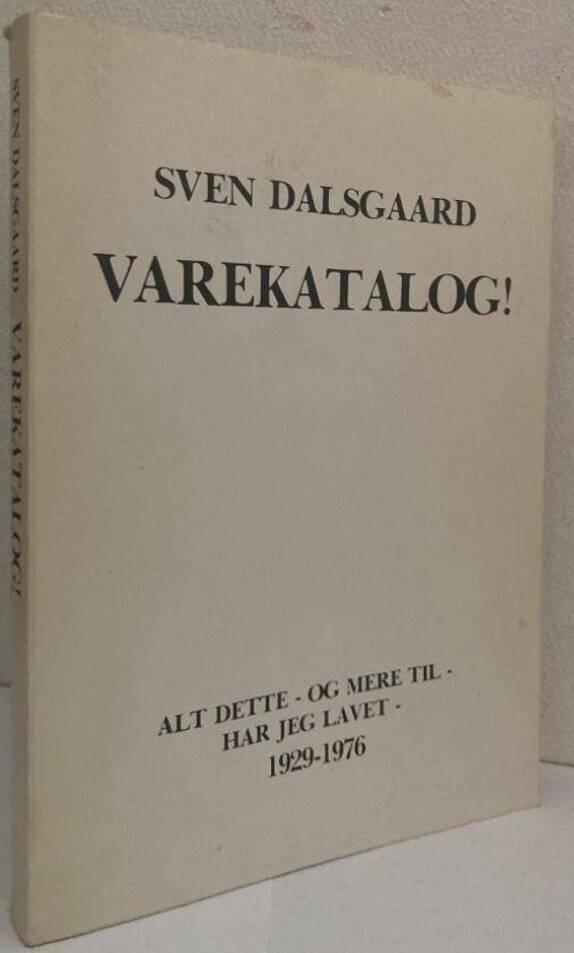 SVEN DALSGAARD VAREKATALOG!
SVEN DALSGAARD
VAREKATALOG!
ALT DETTE - OG MERE TIL -
HAR JEG LAVET -
1929-1976